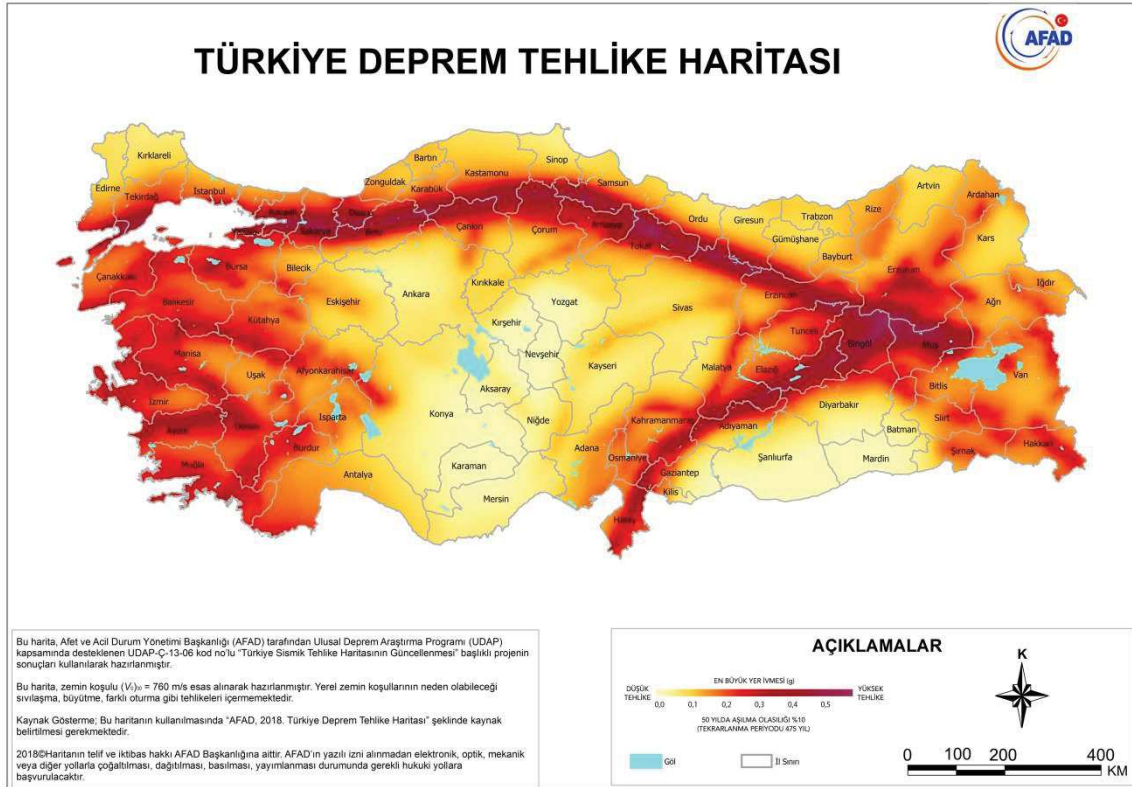 AFAD
TÜRKİYE DEPREM TEHLİKE HARİTASI
Kırklareli
Edirne
Tekirdağ
İstanbul
Zonguldak
Bartın
Karabük
Kastamonu
Sinop
Samsun
Ordu
Giresun
Trabzon
Rize
Artvin
Ardahan
Kars
Gümüşhane
Bayburt
Sakarya
Bolu
Çankırı
Çorum
Amasya
Tokat
Erzurum
Erzincan
Ağrı
Iğdır
Çanakkale
Bursa
Bilecik
Balıkesir
Kütahya
Eskişehir
Ankara
Kırıkkale
Kırşehir
Yozgat
Sivas
Tunceli
Bingöl
Muş
Manisa
Uşak
Afyonkarahisar
Nevşehir
Kayseri
Malatya
Elazığ
Bitlis
Van
İzmir
Isparta
Konya
Aksaray
Niğde
Kahramanmaraş
Adıyaman
Diyarbakır
Batman
Siirt
Hakkari
Şırnak
Burdur
Muğla
Antalya
Karaman
Mersin
Adana
Osmaniye
Gaziantep
Kilis
Hatay
Şanlıurfa
Mardin
Bu harita, Afet ve Acil Durum Yönetimi Başkanlığı (AFAD) tarafından Ulusal Deprem Araştırma Programı (UDAP)
kapsamında desteklenen UDAP-Ç-13-06 kod no'lu "Türkiye Sismik Tehlike Haritasının Güncellenmesi" başlıklı projenin
sonuçları kullanılarak hazırlanmıştır.
Bu harita, zemin koşulu (Vs)30 = 760 m/s esas alınarak hazırlanmıştır. Yerel zemin koşullarının neden olabileceği
sıvılaşma, büyütme, farklı oturma gibi tehlikeleri içermemektedir.
Kaynak Gösterme; Bu haritanın kullanılmasında "AFAD, 2018. Türkiye Deprem Tehlike Haritası" şeklinde kaynak
belirtilmesi gerekmektedir.
2018©Haritanın telif ve iktibas hakkı AFAD Başkanlığına aittir. AFAD'ın yazılı izni alınmadan elektronik, optik, mekanik
veya diğer yollarla çoğaltılması, dağıtılması, basılması, yayımlanması durumunda gerekli hukuki yollara
başvurulacaktır.
AÇIKLAMALAR
EN BÜYÜK YER İVMESİ (g)
DÜŞÜK TEHLİKE
YÜKSEK TEHLİKE
0,0 0,1 0,2 0,3 0,4 0,5
50 YILDA AŞILMA OLASILIĞI %10
(TEKRARLANMA PERİYODU 475 YIL)
Göl
İl Sınırı
K
0 100 200 400
KM